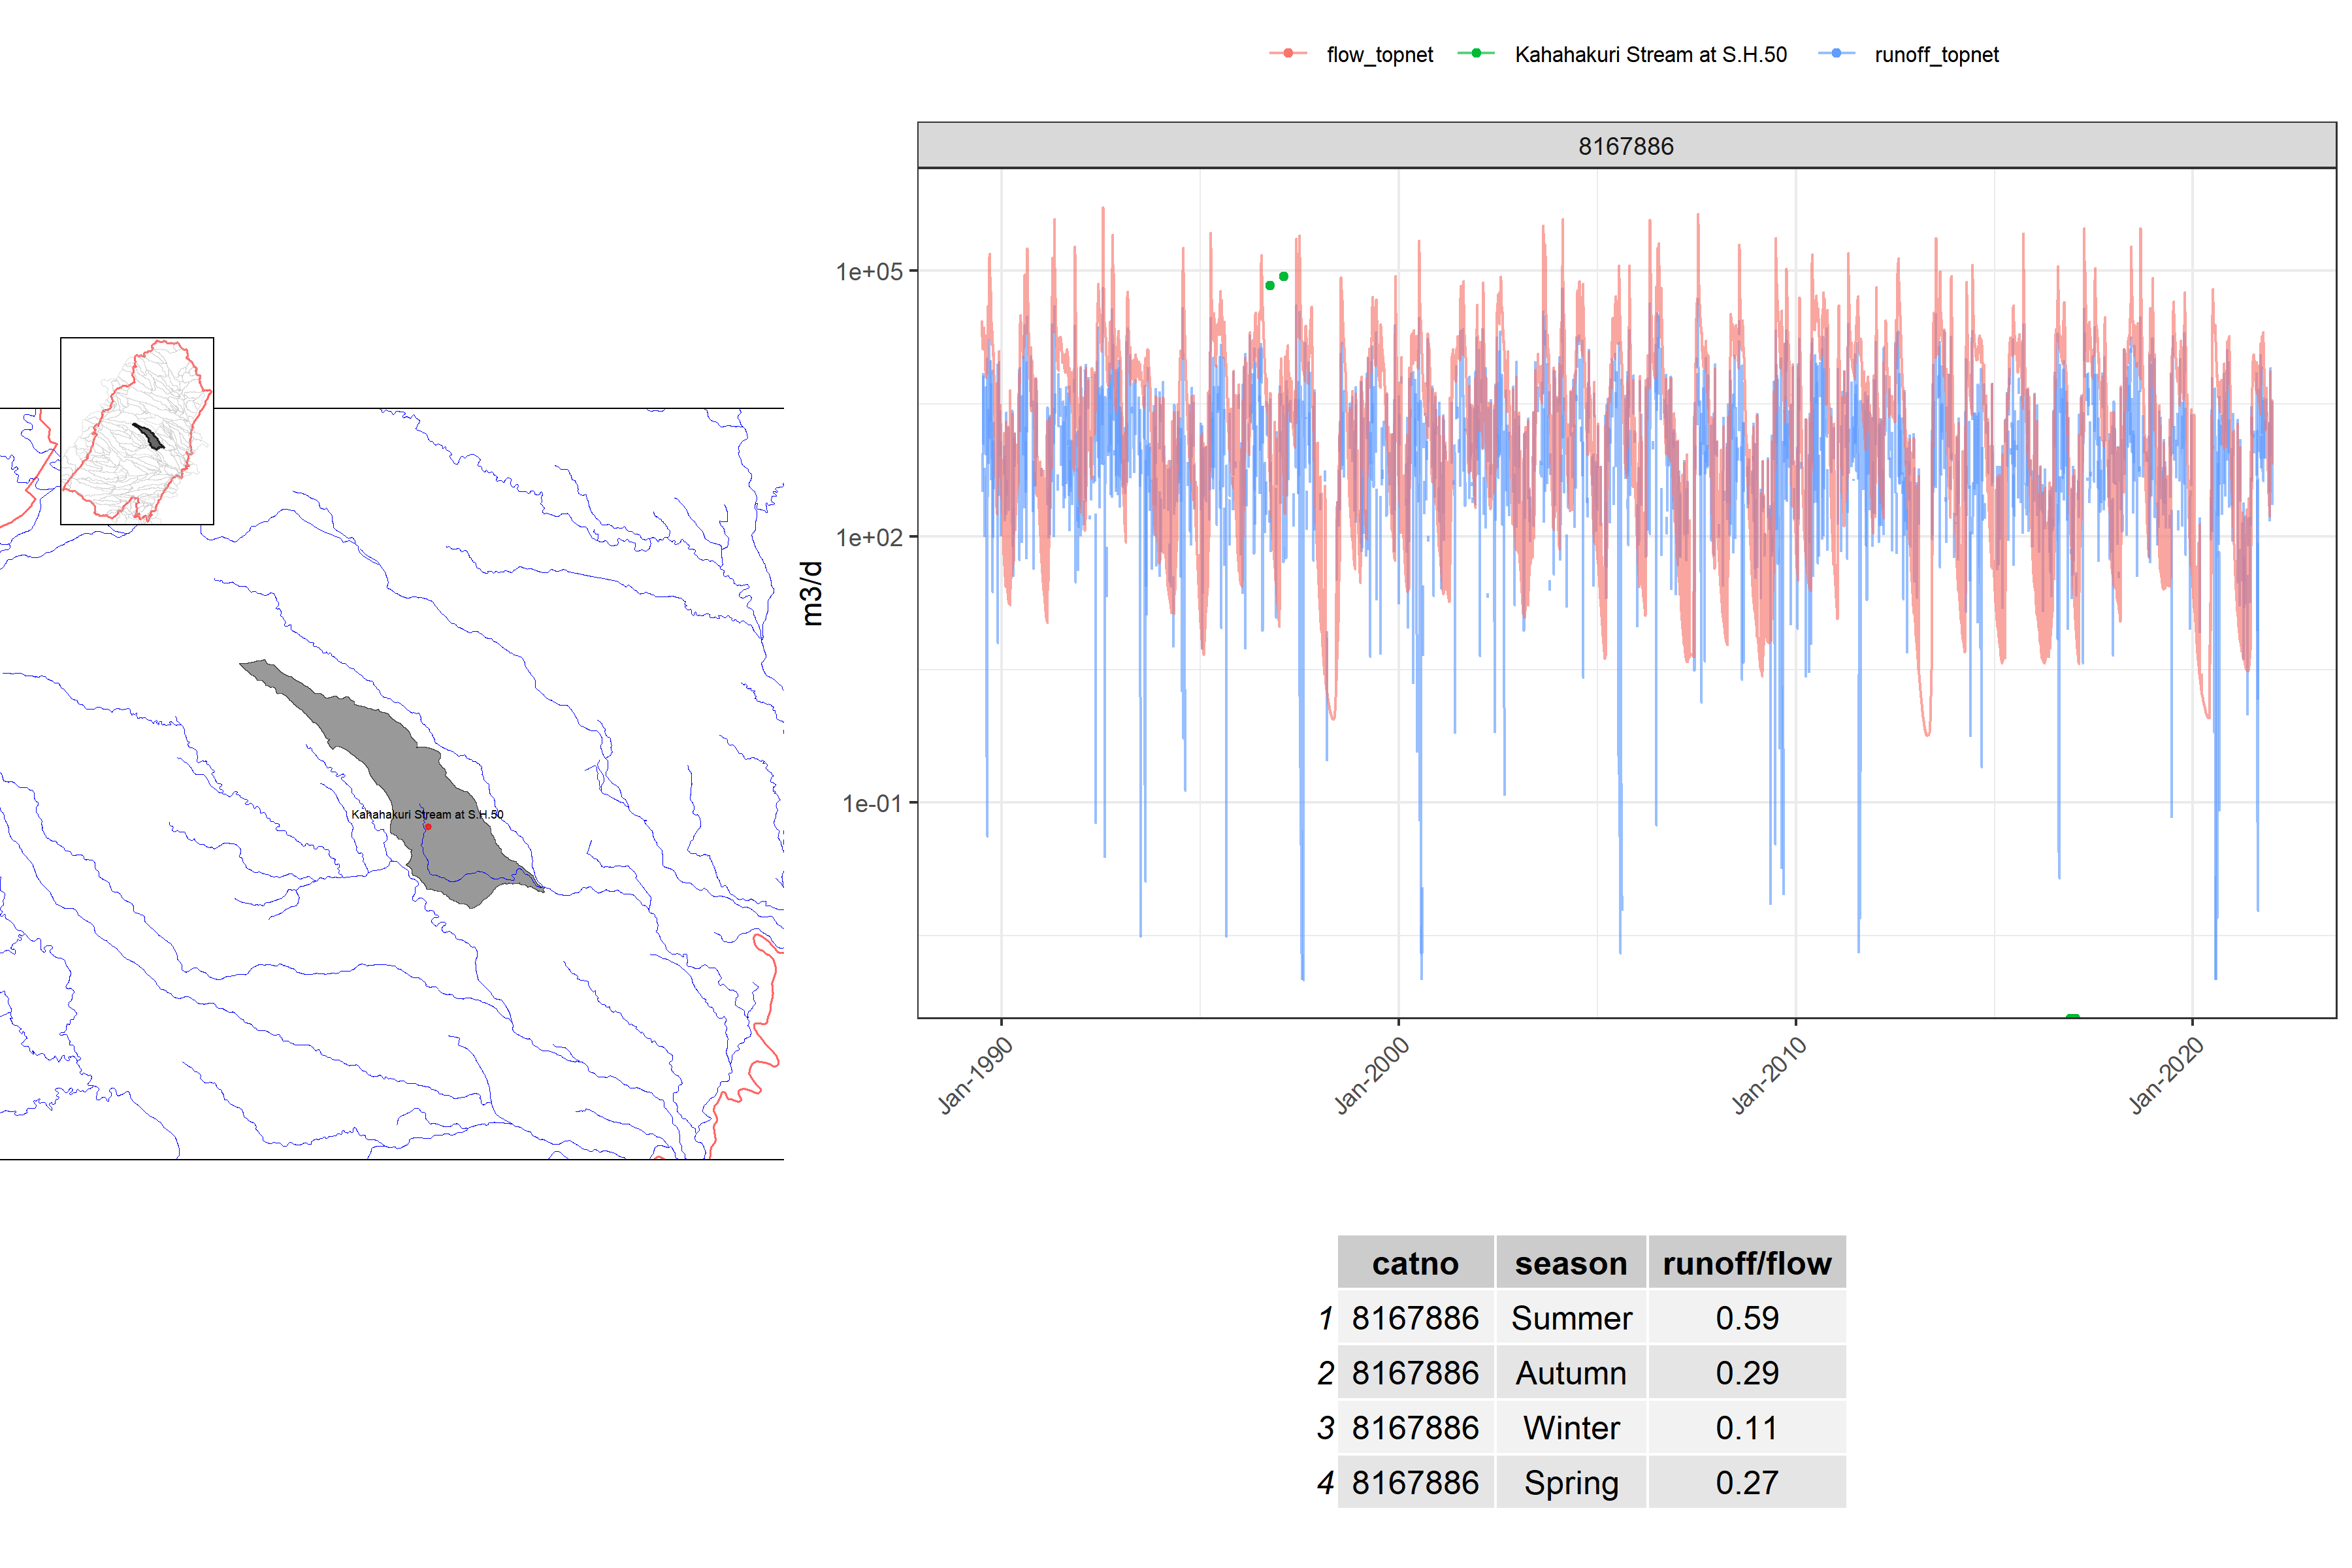 flow_topnet Kahahakuri Stream at S.H.50 runoff_topnet
8167886
m3/d
1e+05
1e+02
1e-01
Jan-1990 Jan-2000 Jan-2010 Jan-2020
Kahahakuri Stream at S.H.50
catno season runoff/flow
1 8167886 Summer 0.59
2 8167886 Autumn 0.29
3 8167886 Winter 0.11
4 8167886 Spring 0.27